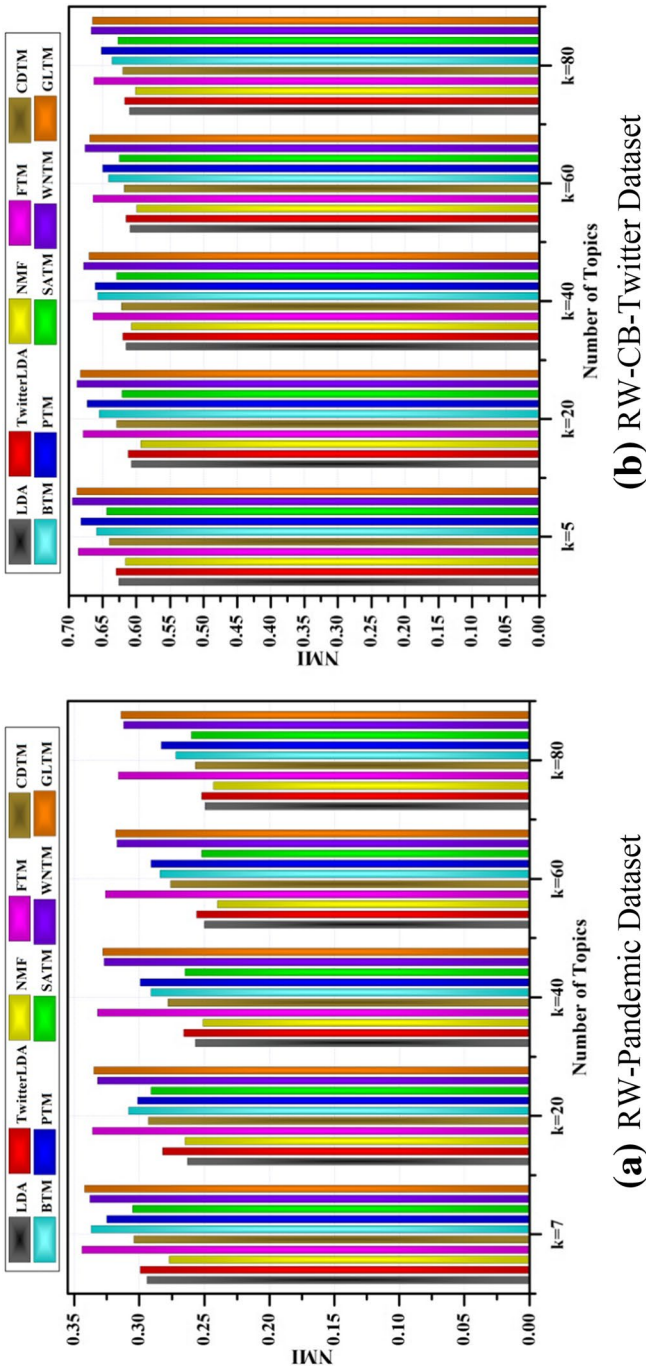 LDA TwitterLDA NMF FTM CDTM
BTM PTM SATM WNTM GLTM
0.35
0.30
0.25
0.20
0.15
0.10
0.05
0.00
NMI
k=7 k=20 k=40 k=60 k=80
Number of Topics
(a) RW-Pandemic Dataset
LDA TwitterLDA NMF FTM CDTM
BTM PTM SATM WNTM GLTM
0.70
0.65
0.60
0.55
0.50
0.45
0.40
0.35
0.30
0.25
0.20
0.15
0.10
0.05
0.00
NMI
k=5 k=20 k=40 k=60 k=80
Number of Topics
(b) RW-CB-Twitter Dataset